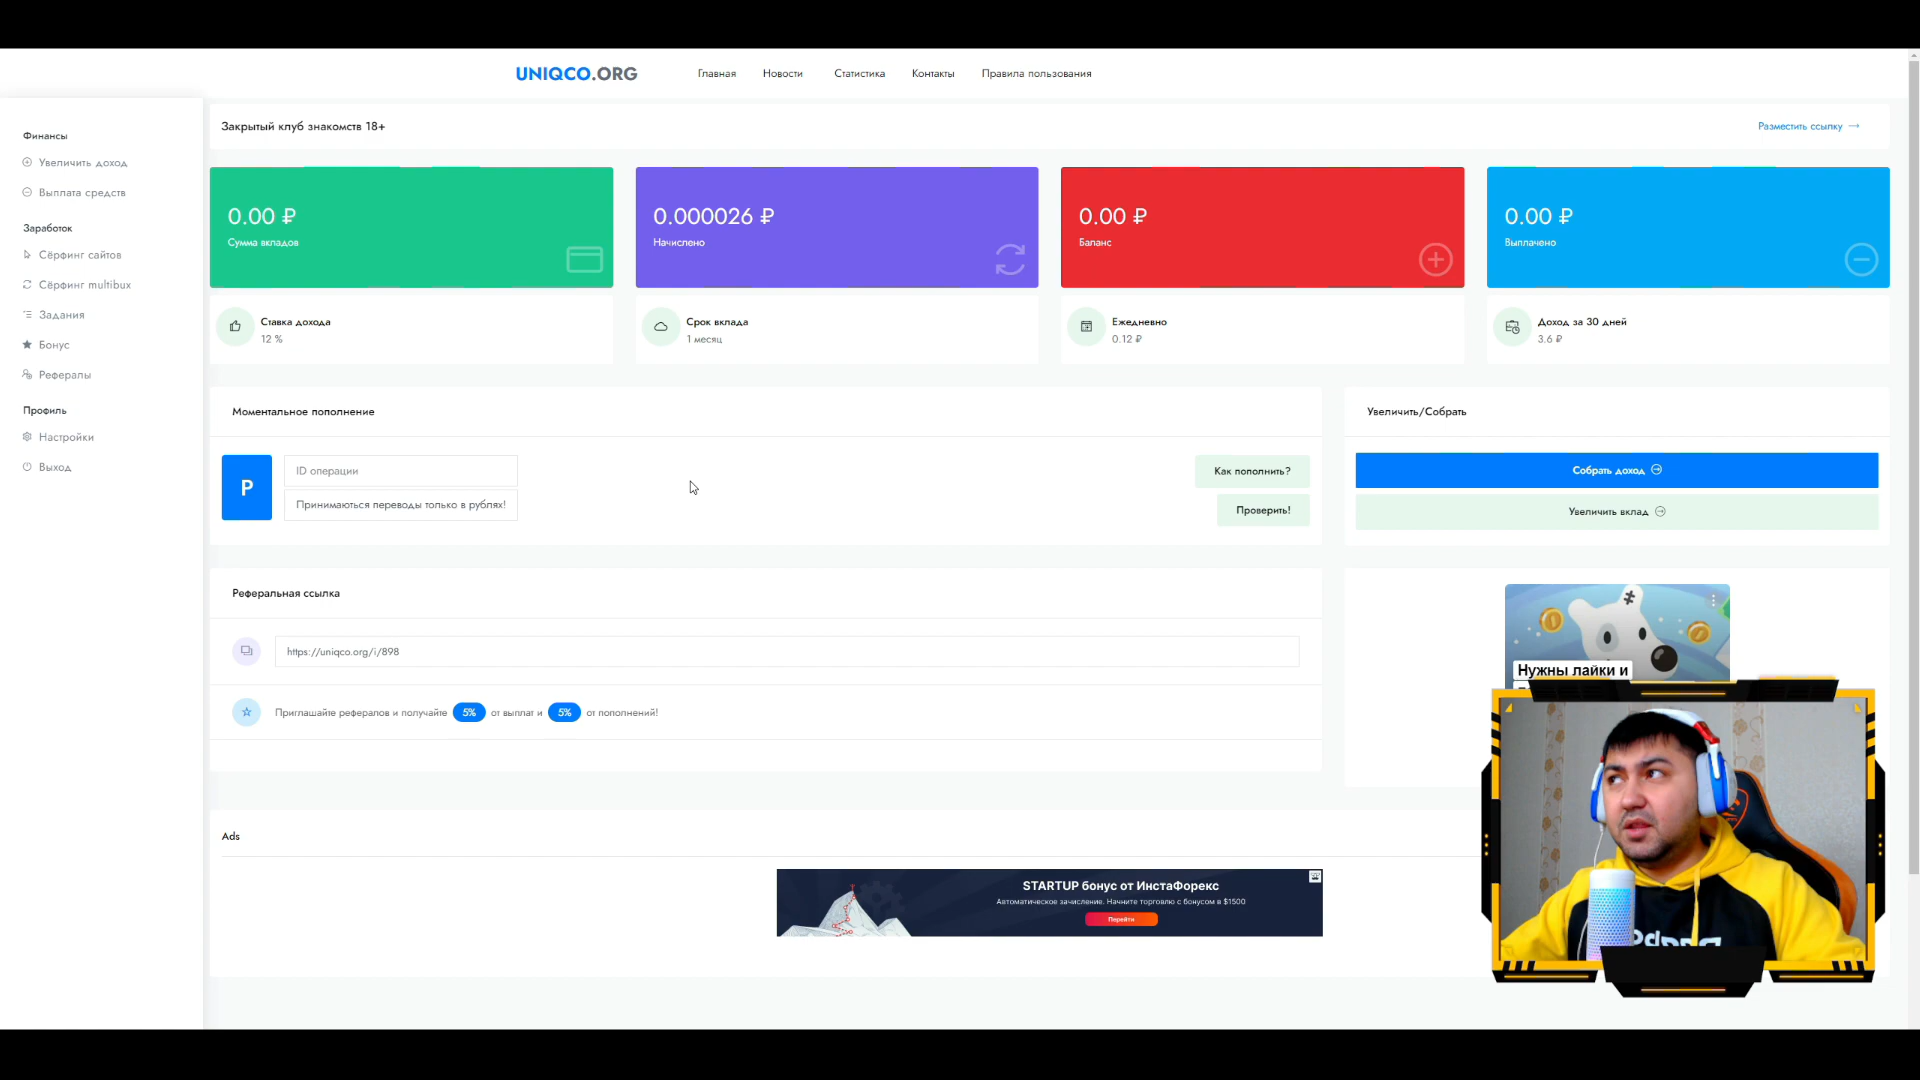 UNIQCO.ORG
Главная
Новости
Статистика
Контакты
Правила пользования
Финансы
Увеличить доход
Выплата средств
Заработок
Сёрфинг сайтов
Сёрфинг multibux
Задания
Бонус
Рефералы
Профиль
Настройки
Выход
Закрытый клуб знакомств 18+
Разместить ссылку →
0.00 ₽
Сумма вкладов
0.000026 ₽
Начислено
0.00 ₽
Баланс
0.00 ₽
Выплачено
Ставка дохода
12 %
Срок вклада
1 месяц
Ежедневно
0.12 ₽
Доход за 30 дней
3.6 ₽
Моментальное пополнение
P
ID операции
Принимаються переводы только в рублях!
Как пополнить?
Проверить!
Увеличить/Собрать
Собрать доход
Увеличить вклад
Реферальная ссылка
https://uniqco.org/i/898
Приглашайте рефералов и получайте 5% от выплат и 5% от пополнений!
Нужны лайки и
Ads
STARTUP бонус от ИнстаФорекс
Автоматическое зачисление. Начните торговлю с бонусом в $1500
Перейти